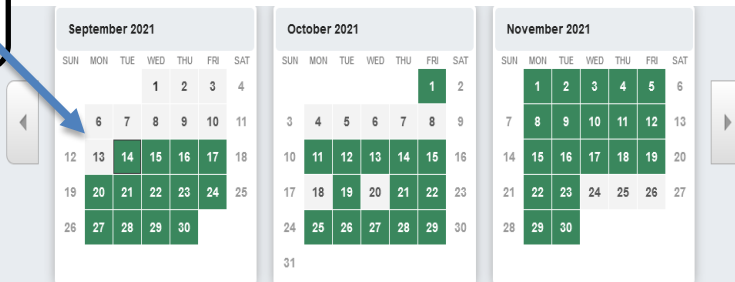 September 2021
SUN MON TUE WED THU FRI SAT
1 2 3 4
6 7 8 9 10 11
12 13 14 15 16 17 18
19 20 21 22 23 24 25
26 27 28 29 30
October 2021
SUN MON TUE WED THU FRI SAT
1 2
3 4 5 6 7 8 9
10 11 12 13 14 15 16
17 18 19 20 21 22 23
24 25 26 27 28 29 30
31
November 2021
SUN MON TUE WED THU FRI SAT
1 2 3 4 5 6
7 8 9 10 11 12 13
14 15 16 17 18 19 20
21 22 23 24 25 26 27
28 29 30